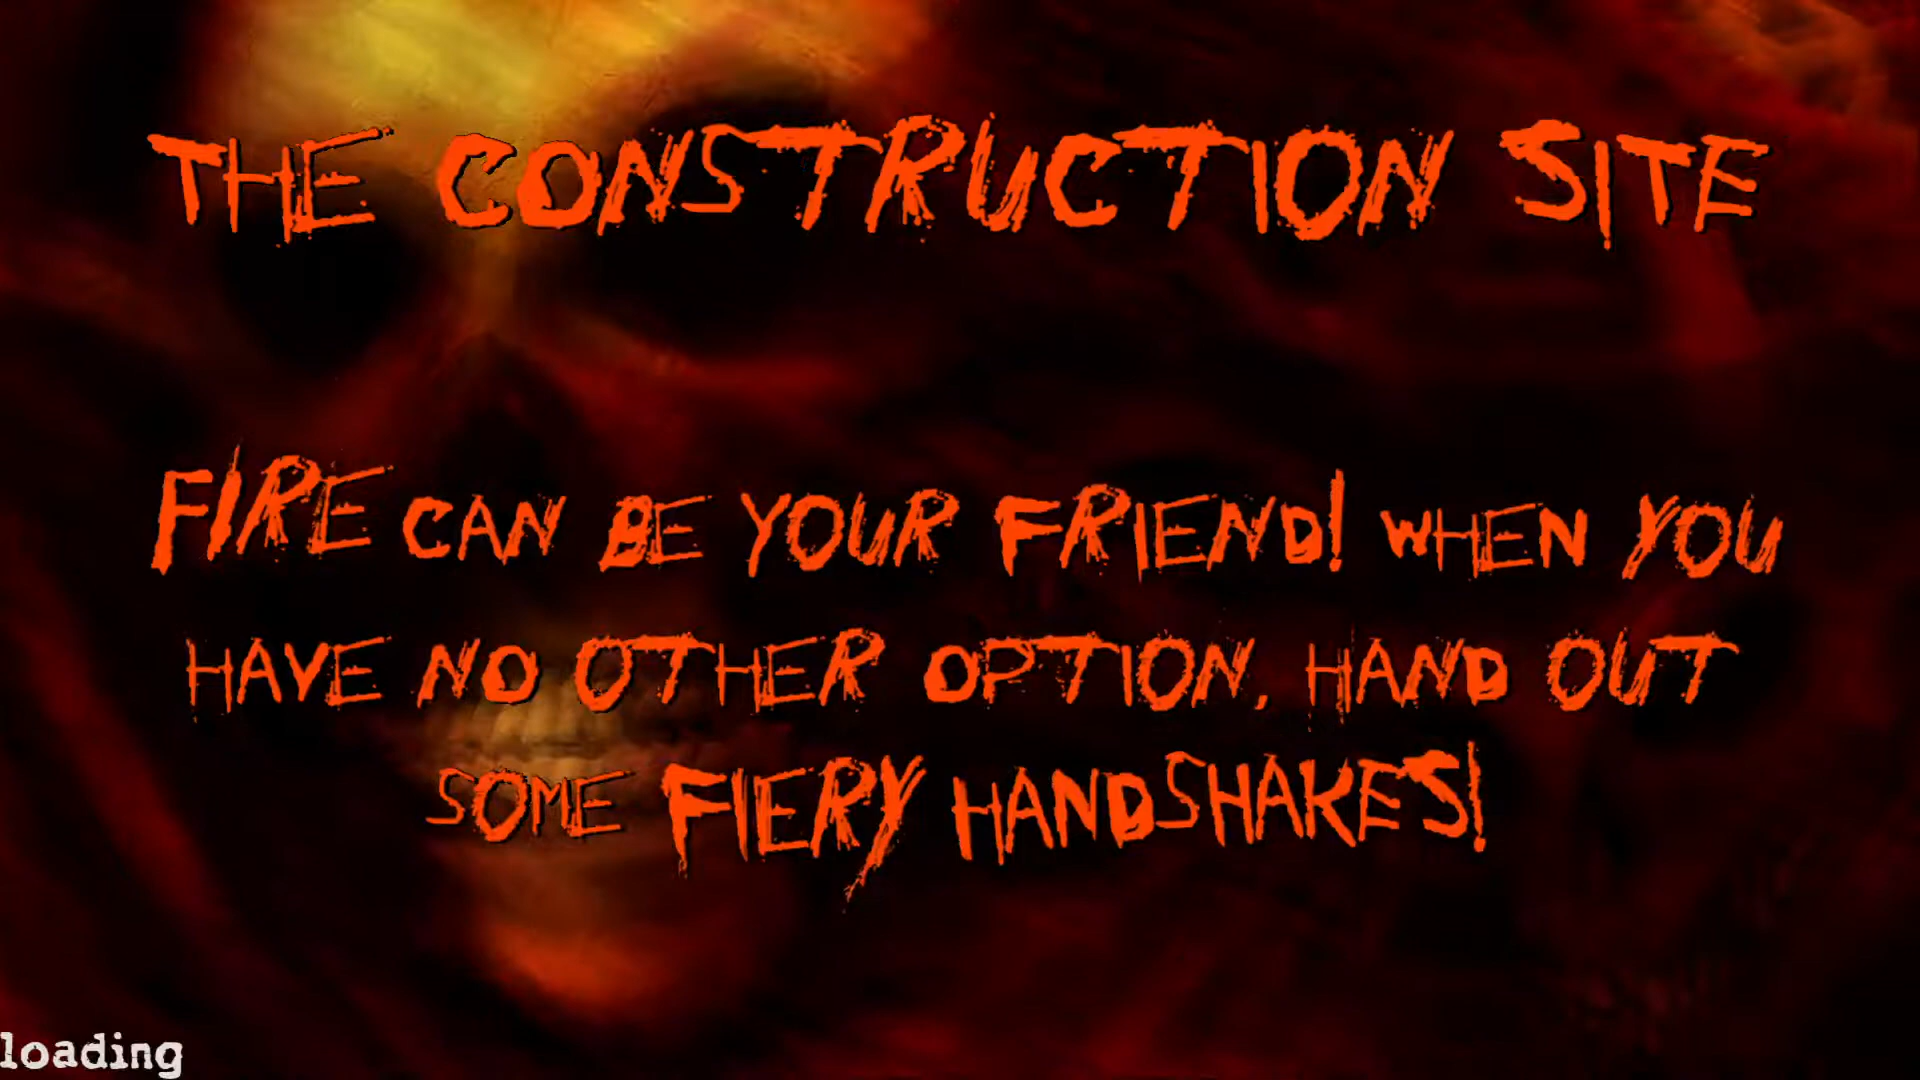 THE CONSTRUCTION SITE
FIRE CAN BE YOUR FRIEND! WHEN YOU
HAVE NO OTHER OPTION, HAND OUT
SOME FIERY HANDSHAKES!
loading